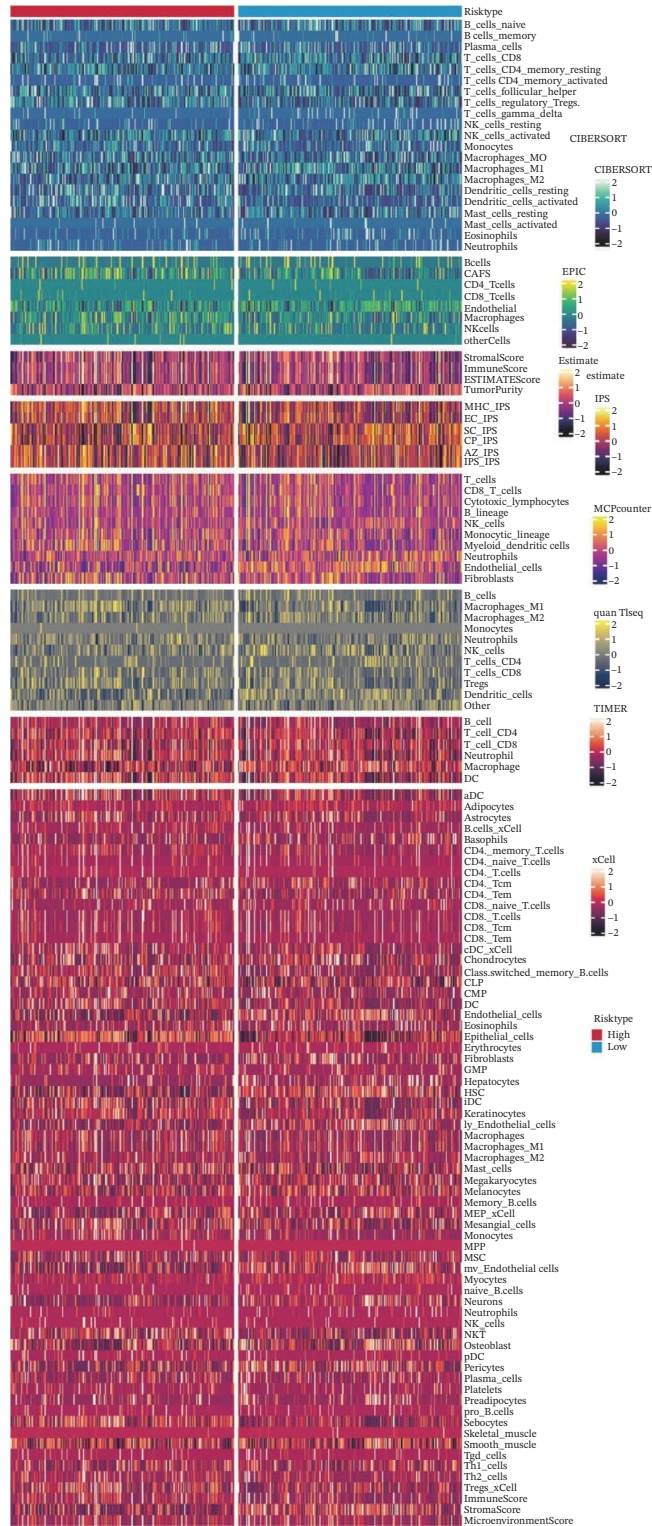 Risktype
B_cells_naive
B cells_memory
Plasma_cells
T_cells_CD8
T_cells_CD4_memory_resting
T_cells CD4_memory_activated
T_cells_follicular_helper
T_cells_regulatory_Tregs.
T_cells_gamma_delta
NK_cells_resting
NK_cells_activated
Monocytes
Macrophages_MO
Macrophages_M1
Macrophages_M2
Dendritic_cells_resting
Dendritic_cells_activated
Mast_cells_resting
Mast_cells_activated
Eosinophils
Neutrophils
CIBERSORT
CIBERSORT
2
1
0
−1
−2
Bcells
CAFS
CD4_Tcells
CD8_Tcells
Endothelial
Macrophages
NKcells
otherCells
EPIC
2
1
0
−1
−2
StromalScore
ImmuneScore
ESTIMATEScore
TumorPurity
Estimate
estimate
2
1
0
−1
−2
MHC_IPS
EC_IPS
SC_IPS
CP_IPS
AZ_IPS
IPS_IPS
IPS
2
1
0
−1
−2
T_cells
CD8_T_cells
Cytotoxic_lymphocytes
B_lineage
NK_cells
Monocytic_lineage
Myeloid_dendritic cells
Neutrophils
Endothelial_cells
Fibroblasts
MCPcounter
2
1
0
−1
−2
B_cells
Macrophages_M1
Macrophages_M2
Monocytes
Neutrophils
NK_cells
T_cells_CD4
T_cells_CD8
Tregs
Dendritic_cells
Other
quan Tlseq
2
1
0
−1
−2
B_cell
T_cell_CD4
T_cell_CD8
Neutrophil
Macrophage
DC
TIMER
2
1
0
−1
−2
aDC
Adipocytes
Astrocytes
B.cells_xCell
Basophils
CD4._memory_T.cells
CD4._naive_T.cells
CD4._T.cells
CD4._Tcm
CD4._Tem
CD8._naive_T.cells
CD8._T.cells
CD8._Tcm
CD8._Tem
cDC_xCell
Chondrocytes
Class.switched_memory_B.cells
CLP
CMP
DC
Endothelial_cells
Eosinophils
Epithelial_cells
Erythrocytes
Fibroblasts
GMP
Hepatocytes
HSC
iDC
Keratinocytes
ly_Endothelial_cells
Macrophages
Macrophages_M1
Macrophages_M2
Mast_cells
Megakaryocytes
Melanocytes
Memory_B.cells
MEP_xCell
Mesangial_cells
Monocytes
MPP
MSC
mv_Endothelial cells
Myocytes
naive_B.cells
Neurons
Neutrophils
NK_cells
NKT
Osteoblast
pDC
Pericytes
Plasma_cells
Platelets
Preadipocytes
pro_B.cells
Sebocytes
Skeletal_muscle
Smooth_muscle
Tgd_cells
Th1_cells
Th2_cells
Tregs_xCell
ImmuneScore
StromaScore
MicroenvironmentScore
xCell
2
1
0
−1
−2
Risktype
High
Low